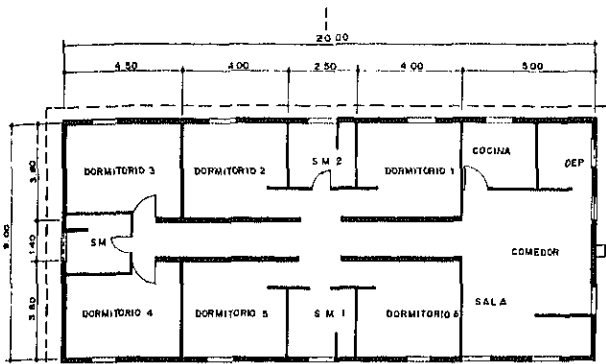 20.00
4.50 4.00 2.50 4.00 5.00
DORMITORIO 3 DORMITORIO 2 SM 2 DORMITORIO 1 COCINA DEP
3.80
9.00 1.40
SM COMEDOR
3.80
DORMITORIO 4 DORMITORIO 5 SM 1 DORMITORIO 6 SALA